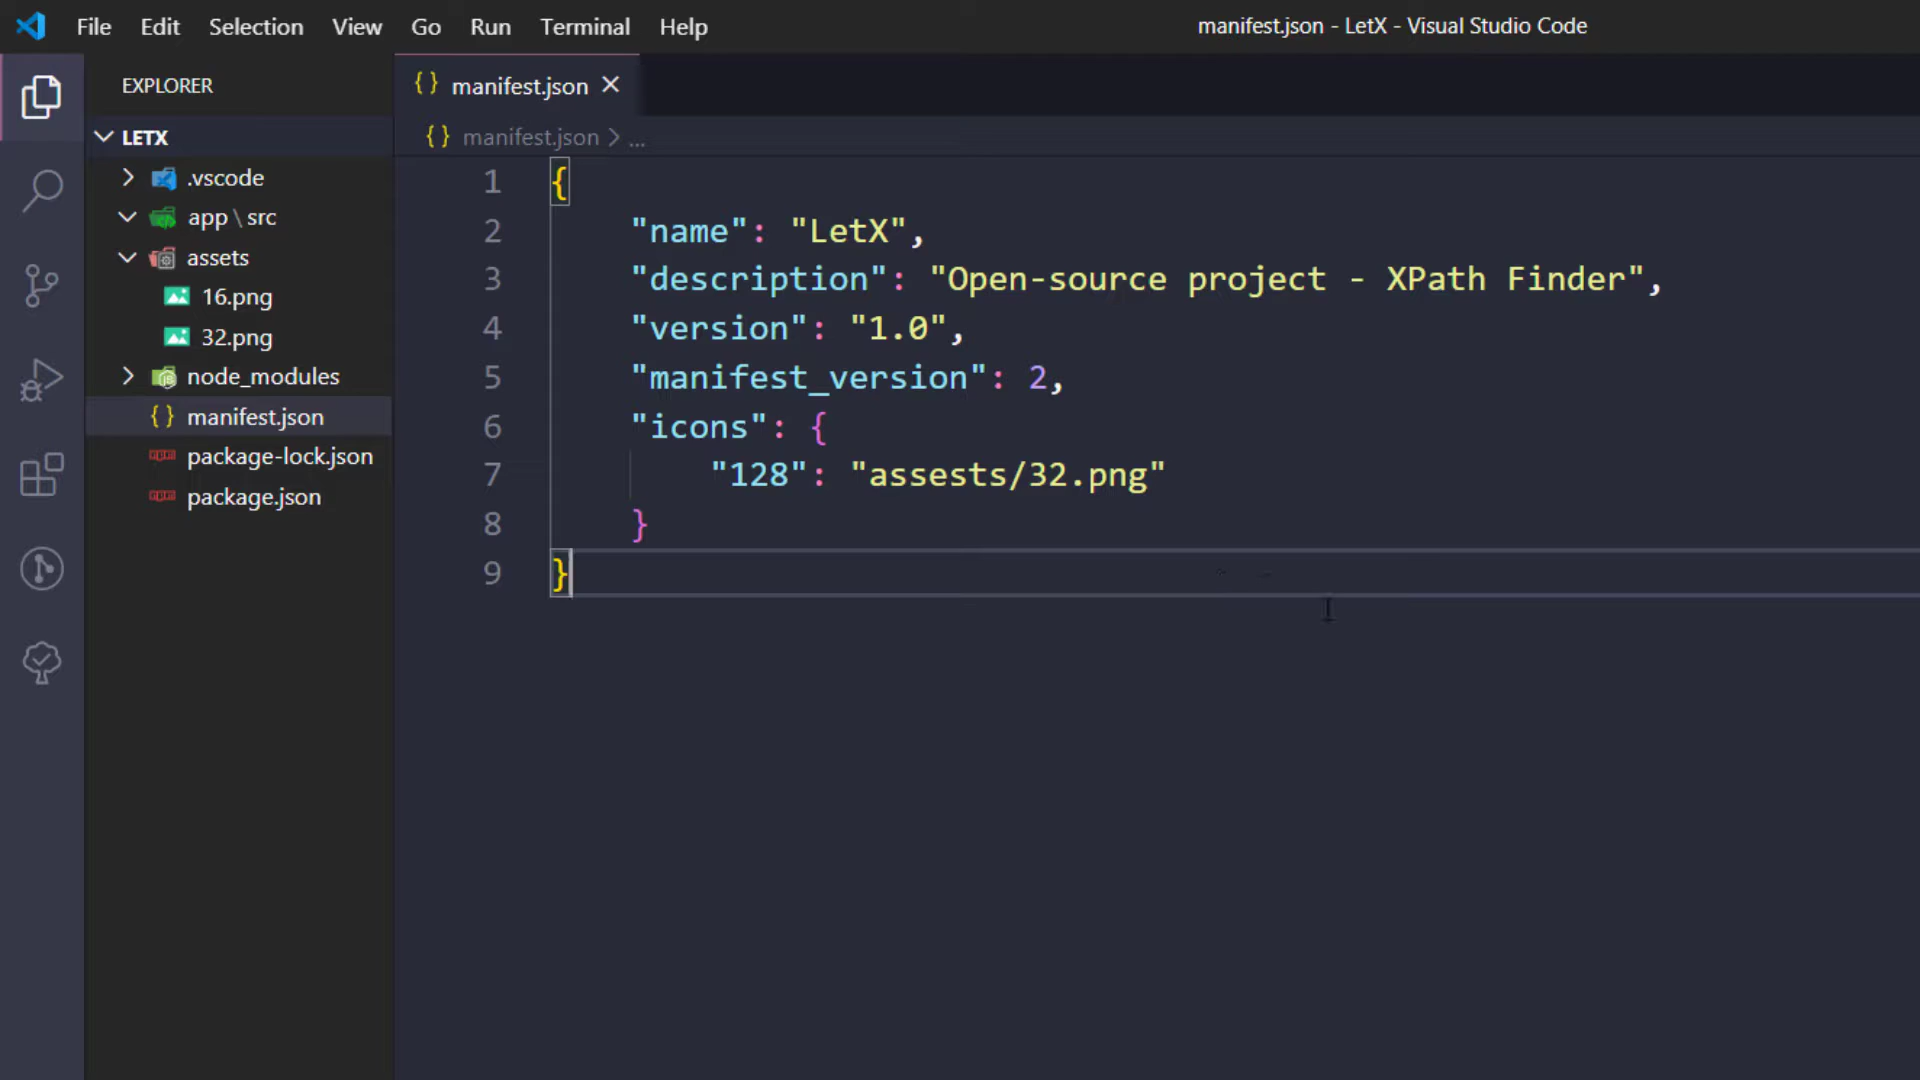 File Edit Selection View Go Run Terminal Help manifest.json - LetX - Visual Studio Code
EXPLORER
LETX
.vscode
app \ src
assets
16.png
32.png
node_modules
{} manifest.json
package-lock.json
package.json
{} manifest.json ×
{} manifest.json > ...
1 {
2 "name": "LetX",
3 "description": "Open-source project - XPath Finder",
4 "version": "1.0",
5 "manifest_version": 2,
6 "icons": {
7 "128": "assests/32.png"
8 }
9 }